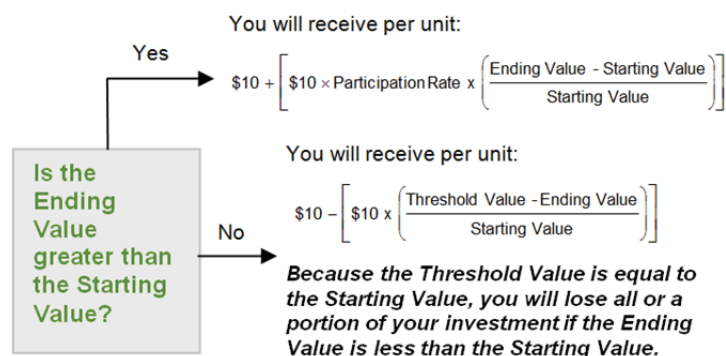 You will receive per unit:
Yes
$10 + [ $10 × Participation Rate x ( Ending Value - Starting Value
Starting Value ) ]
Is the
Ending
Value
greater than
the Starting
Value?
You will receive per unit:
No
$10 – [ $10 x ( Threshold Value - Ending Value
Starting Value ) ]
Because the Threshold Value is equal to
the Starting Value, you will lose all or a
portion of your investment if the Ending
Value is less than the Starting Value.